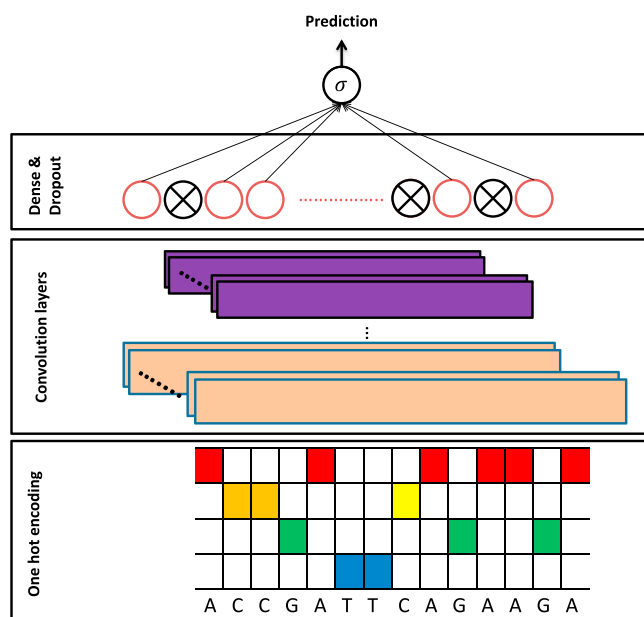 Prediction
σ
Dense &
Dropout
Convolution layers
One hot encoding
A C C G A T T C A G A A G A